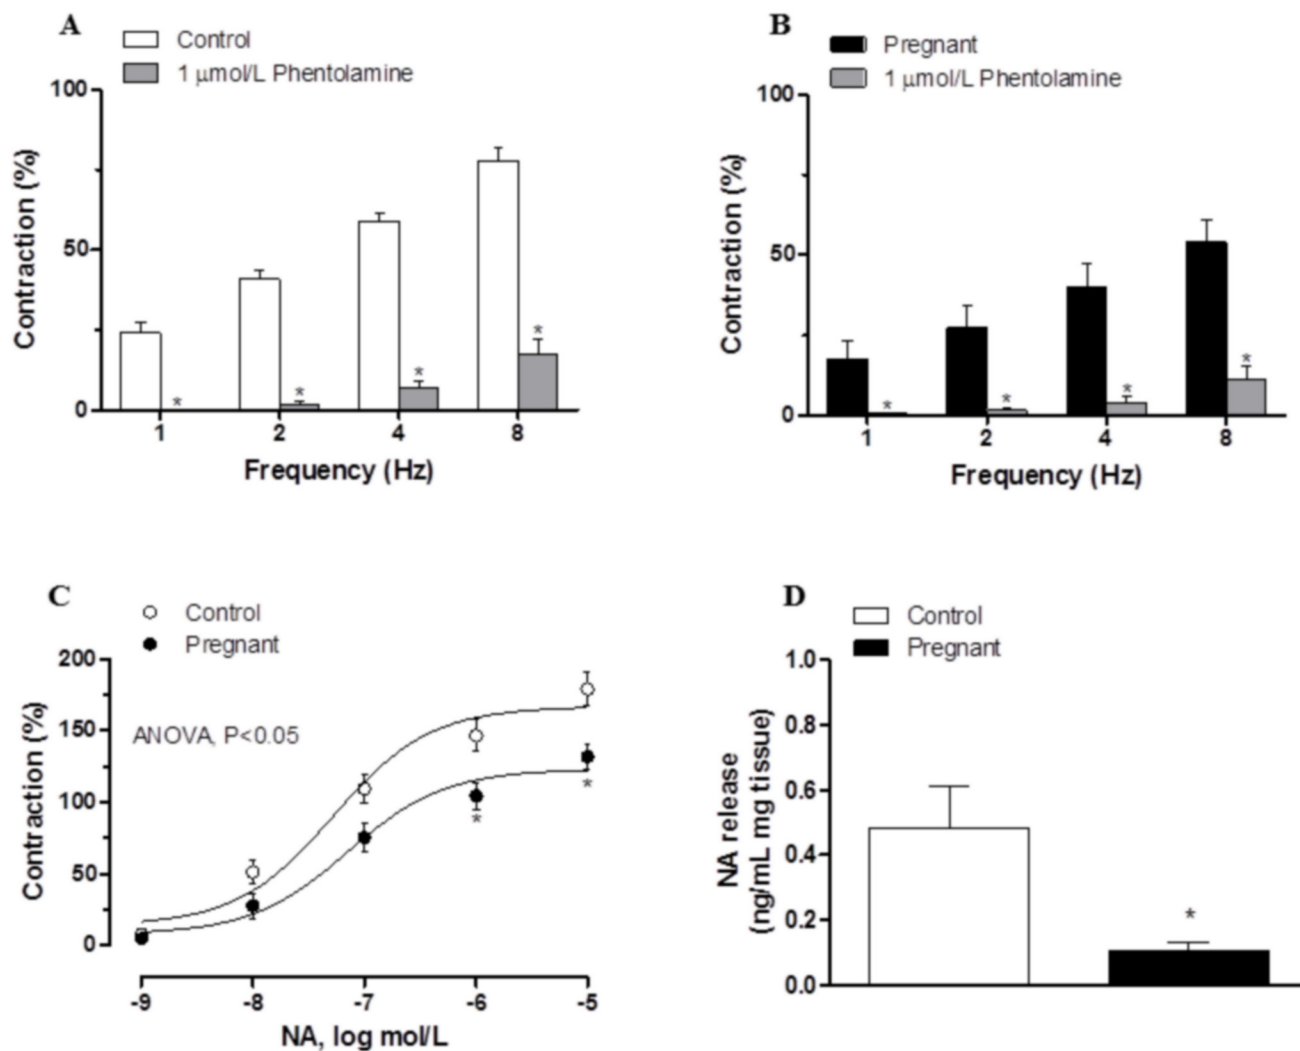 A
Control
1 μmol/L Phentolamine
100
50
0
Contraction (%)
*
*
*
*
1 2 4 8
Frequency (Hz)
B
Pregnant
1 μmol/L Phentolamine
100
50
0
Contraction (%)
*
*
*
*
1 2 4 8
Frequency (Hz)
C
Control
Pregnant
200
150
100
50
0
Contraction (%)
ANOVA, P<0.05
*
*
-9 -8 -7 -6 -5
NA, log mol/L
D
Control
Pregnant
1.0
0.8
0.6
0.4
0.2
0.0
NA release
(ng/mL mg tissue)
*